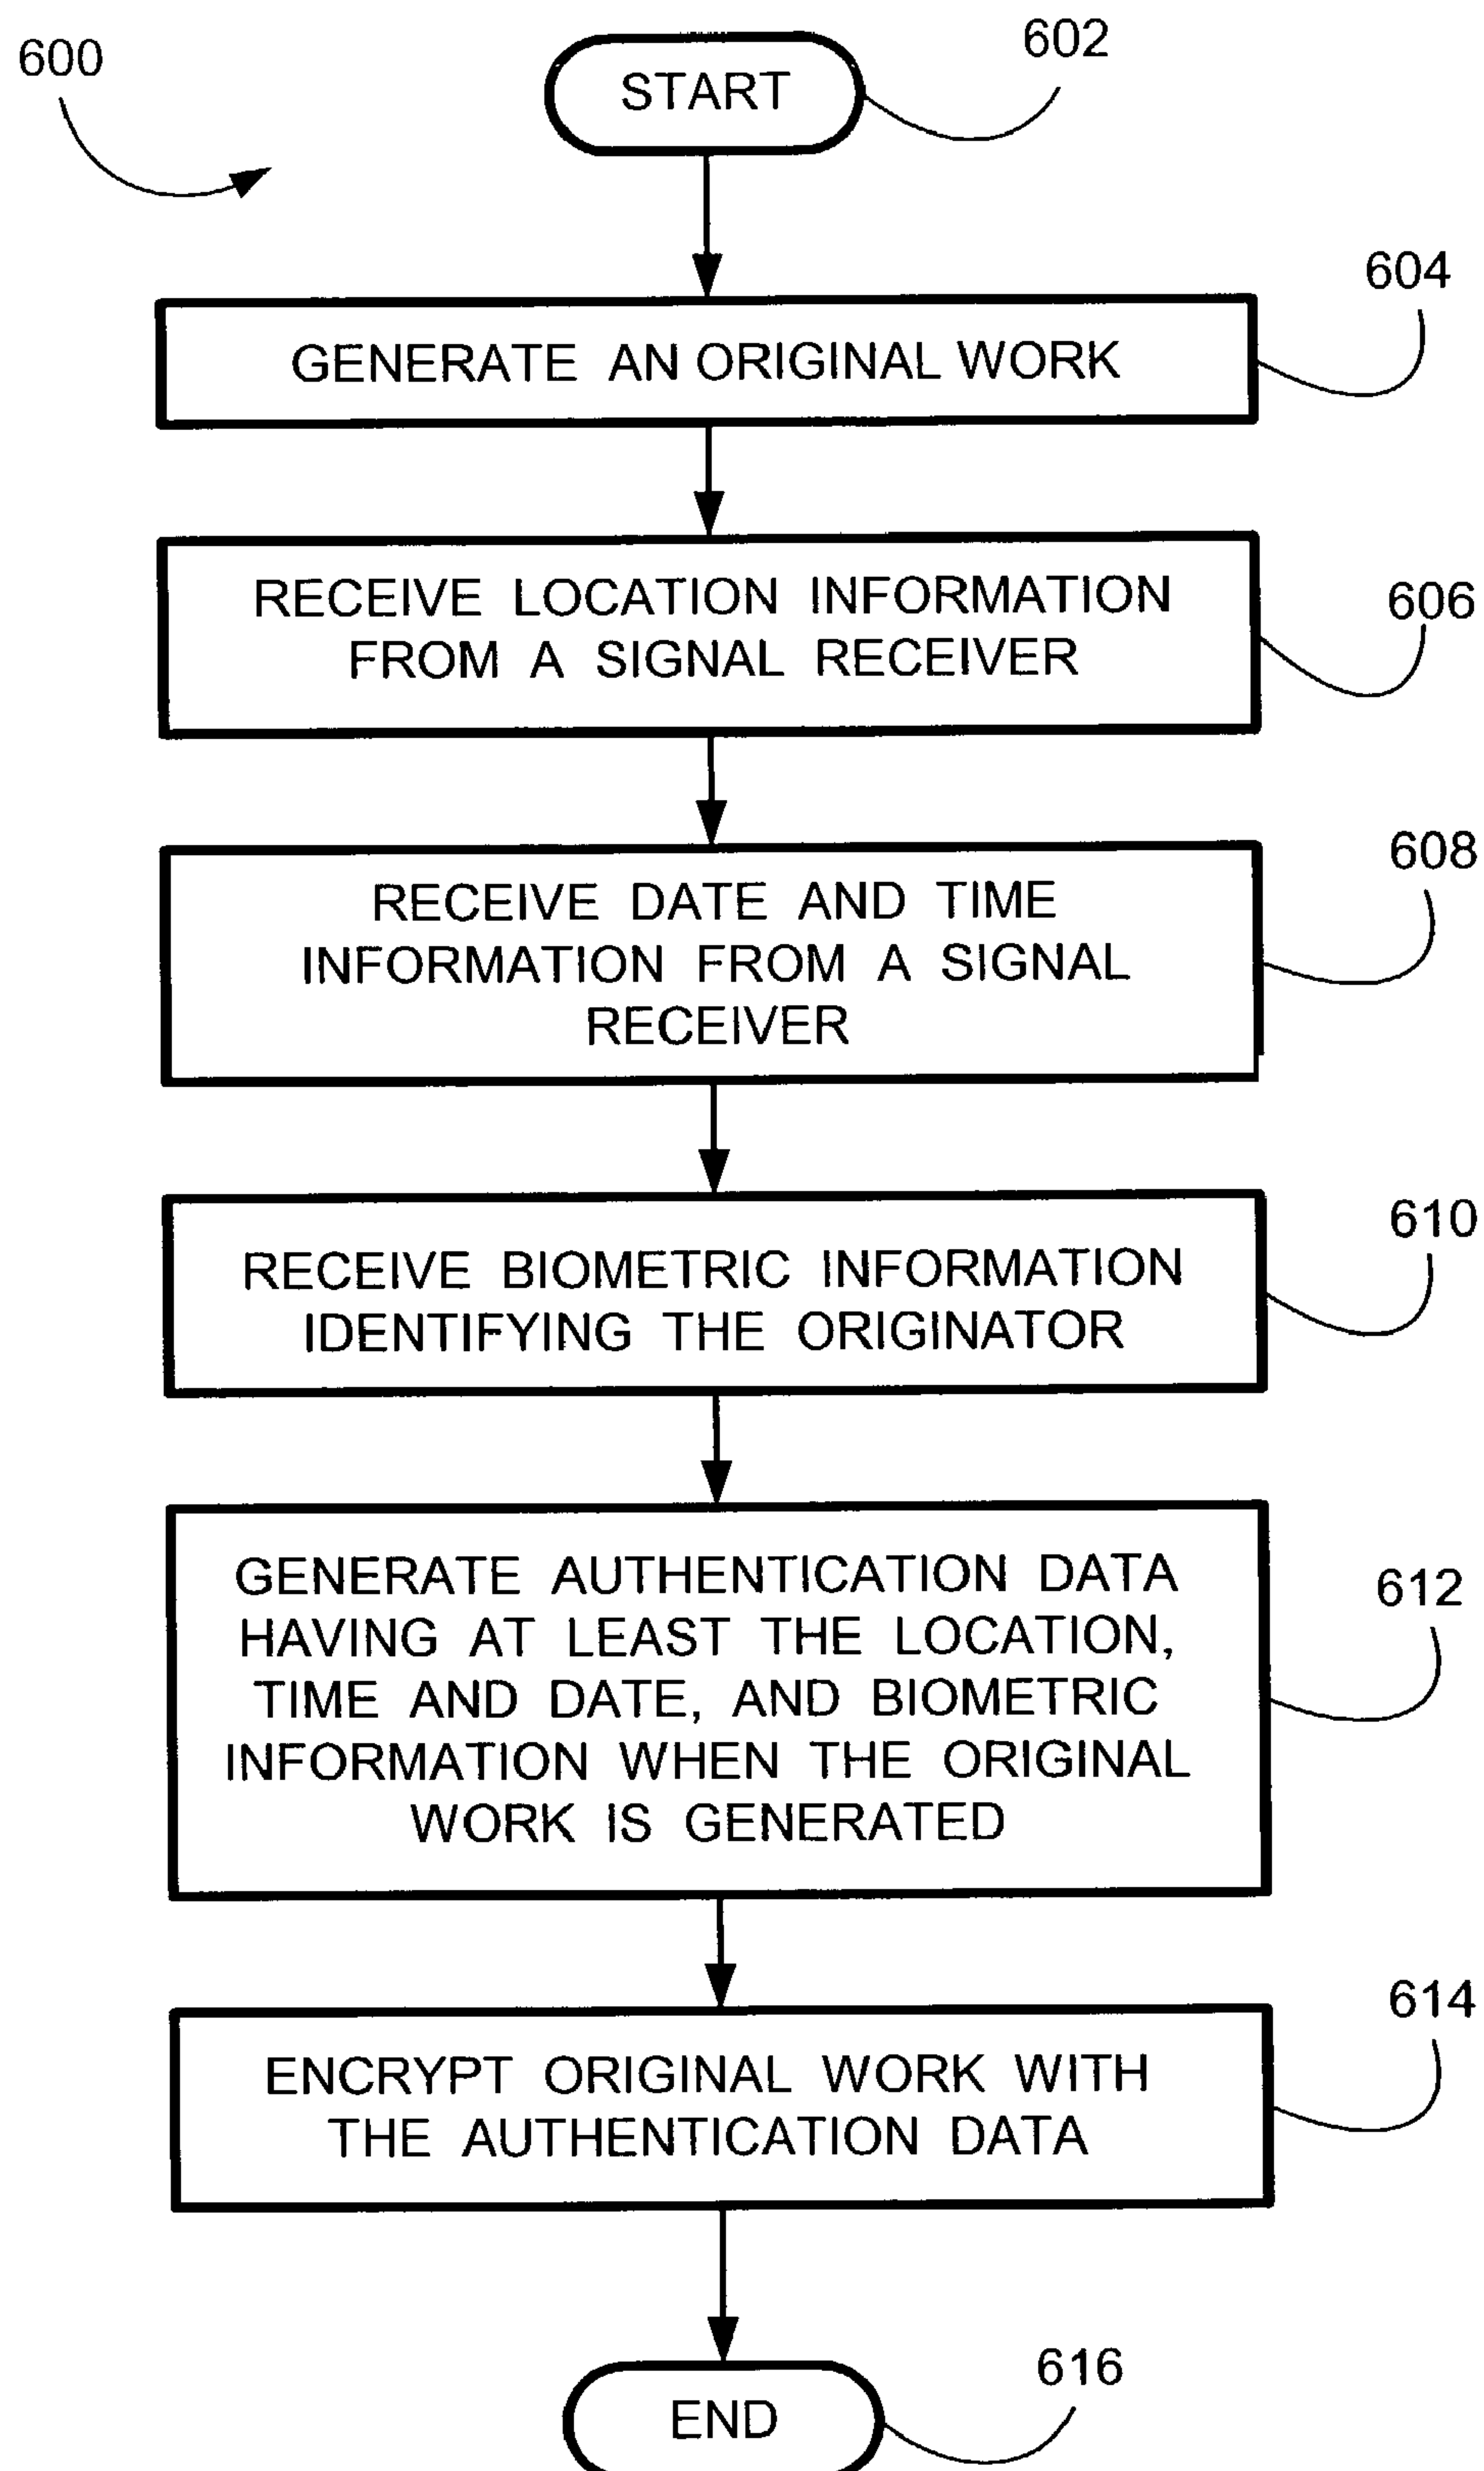 600
START
602
GENERATE AN ORIGINAL WORK
604
RECEIVE LOCATION INFORMATION
FROM A SIGNAL RECEIVER
606
RECEIVE DATE AND TIME
INFORMATION FROM A SIGNAL
RECEIVER
608
RECEIVE BIOMETRIC INFORMATION
IDENTIFYING THE ORIGINATOR
610
GENERATE AUTHENTICATION DATA
HAVING AT LEAST THE LOCATION,
TIME AND DATE, AND BIOMETRIC
INFORMATION WHEN THE ORIGINAL
WORK IS GENERATED
612
ENCRYPT ORIGINAL WORK WITH
THE AUTHENTICATION DATA
614
END
616